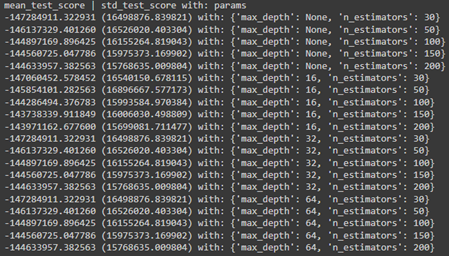 mean_test_score | std_test_score with: params
-147284911.322931 (16498876.839821) with: {'max_depth': None, 'n_estimators': 30}
-146137329.401260 (16526020.403304) with: {'max_depth': None, 'n_estimators': 50}
-144897169.896425 (16155264.819043) with: {'max_depth': None, 'n_estimators': 100}
-144560725.047786 (15975373.169902) with: {'max_depth': None, 'n_estimators': 150}
-144633957.382563 (15768635.009804) with: {'max_depth': None, 'n_estimators': 200}
-147060452.578452 (16540150.678115) with: {'max_depth': 16, 'n_estimators': 30}
-145854101.282563 (16896667.577173) with: {'max_depth': 16, 'n_estimators': 50}
-144286494.376783 (15993584.970384) with: {'max_depth': 16, 'n_estimators': 100}
-143738339.911849 (16006030.498809) with: {'max_depth': 16, 'n_estimators': 150}
-143971162.677600 (15699081.711477) with: {'max_depth': 16, 'n_estimators': 200}
-147284911.322931 (16498876.839821) with: {'max_depth': 32, 'n_estimators': 30}
-146137329.401260 (16526020.403304) with: {'max_depth': 32, 'n_estimators': 50}
-144897169.896425 (16155264.819043) with: {'max_depth': 32, 'n_estimators': 100}
-144560725.047786 (15975373.169902) with: {'max_depth': 32, 'n_estimators': 150}
-144633957.382563 (15768635.009804) with: {'max_depth': 32, 'n_estimators': 200}
-147284911.322931 (16498876.839821) with: {'max_depth': 64, 'n_estimators': 30}
-146137329.401260 (16526020.403304) with: {'max_depth': 64, 'n_estimators': 50}
-144897169.896425 (16155264.819043) with: {'max_depth': 64, 'n_estimators': 100}
-144560725.047786 (15975373.169902) with: {'max_depth': 64, 'n_estimators': 150}
-144633957.382563 (15768635.009804) with: {'max_depth': 64, 'n_estimators': 200}